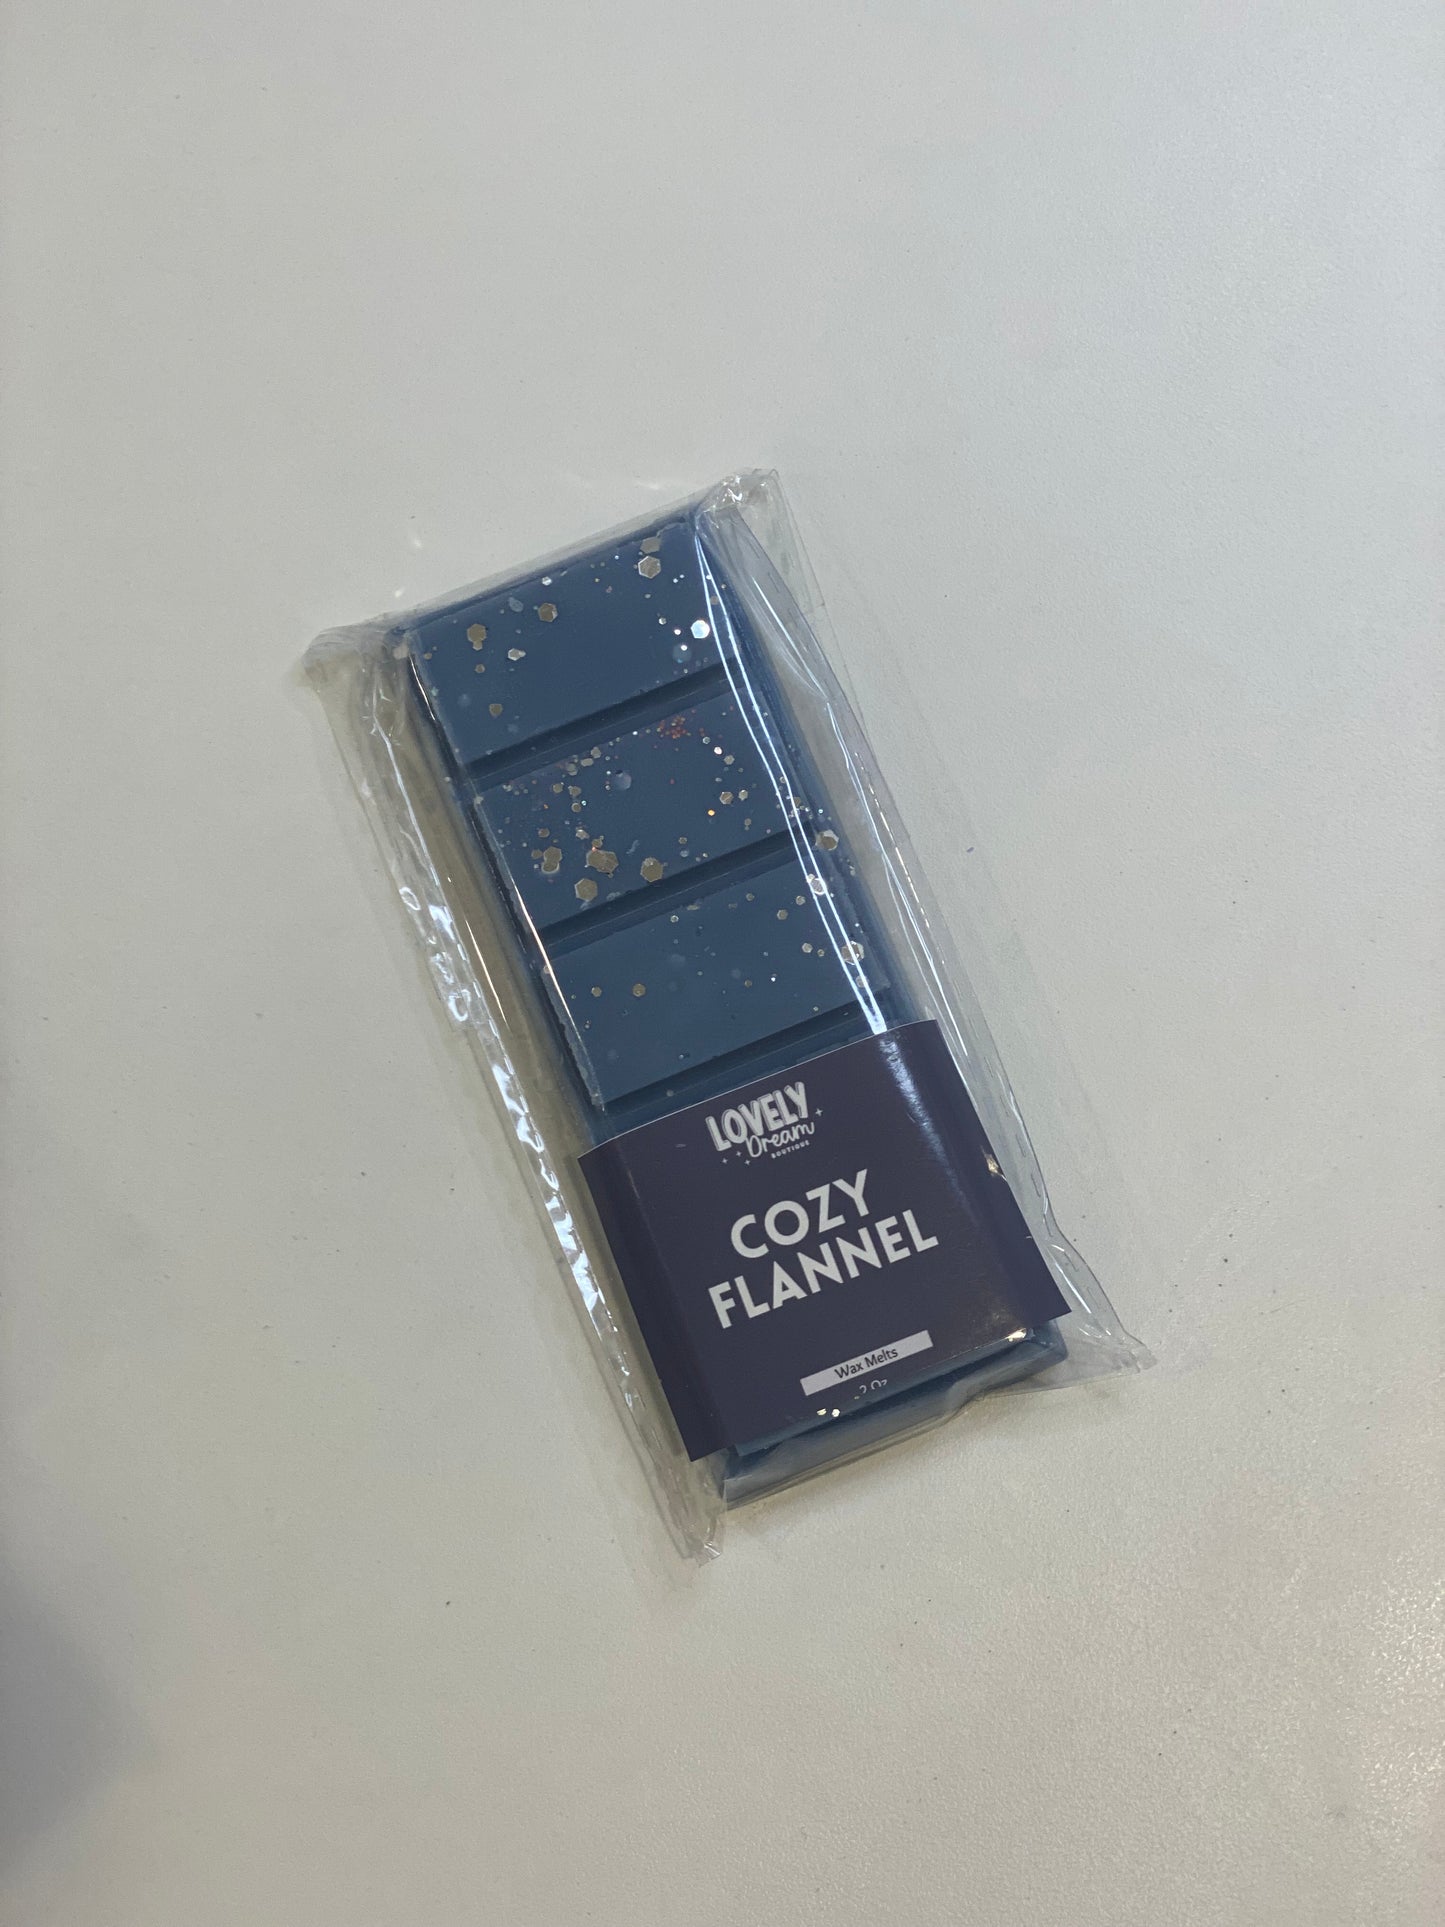 LOVELY
Dream
BOUTIQUE
COZY
FLANNEL
Wax Melts